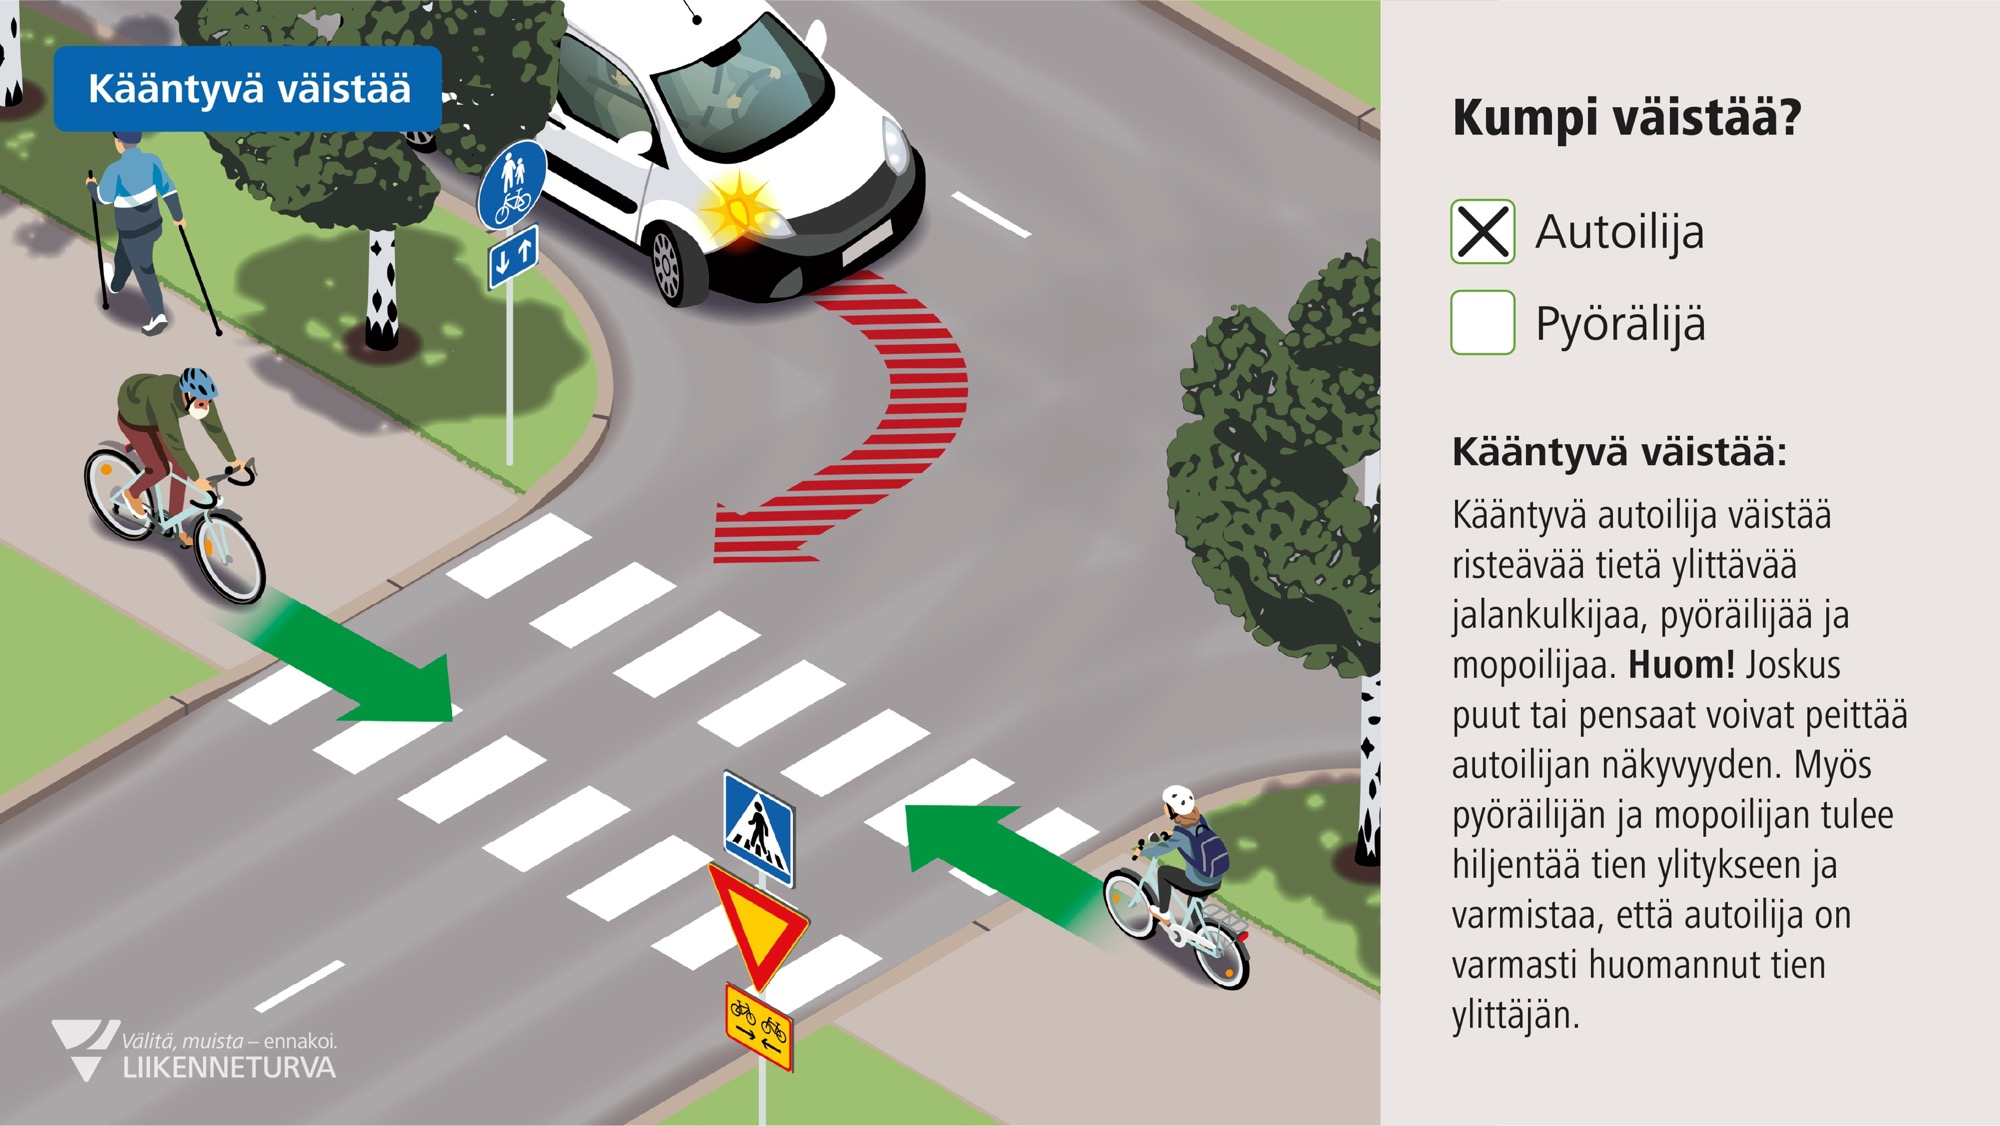 Kääntyvä väistää
Kumpi väistää?
Autoilija
Pyörälijä
Kääntyvä väistää:
Kääntyvä autoilija väistää
risteävää tietä ylittävää
jalankulkijaa, pyöräilijää ja
mopoilijaa. Huom! Joskus
puut tai pensaat voivat peittää
autoilijan näkyvyyden. Myös
pyöräilijän ja mopoilijan tulee
hiljentää tien ylitykseen ja
varmistaa, että autoilija on
varmasti huomannut tien
ylittäjän.
Välitä, muista – ennakoi.
LIIKENNETURVA